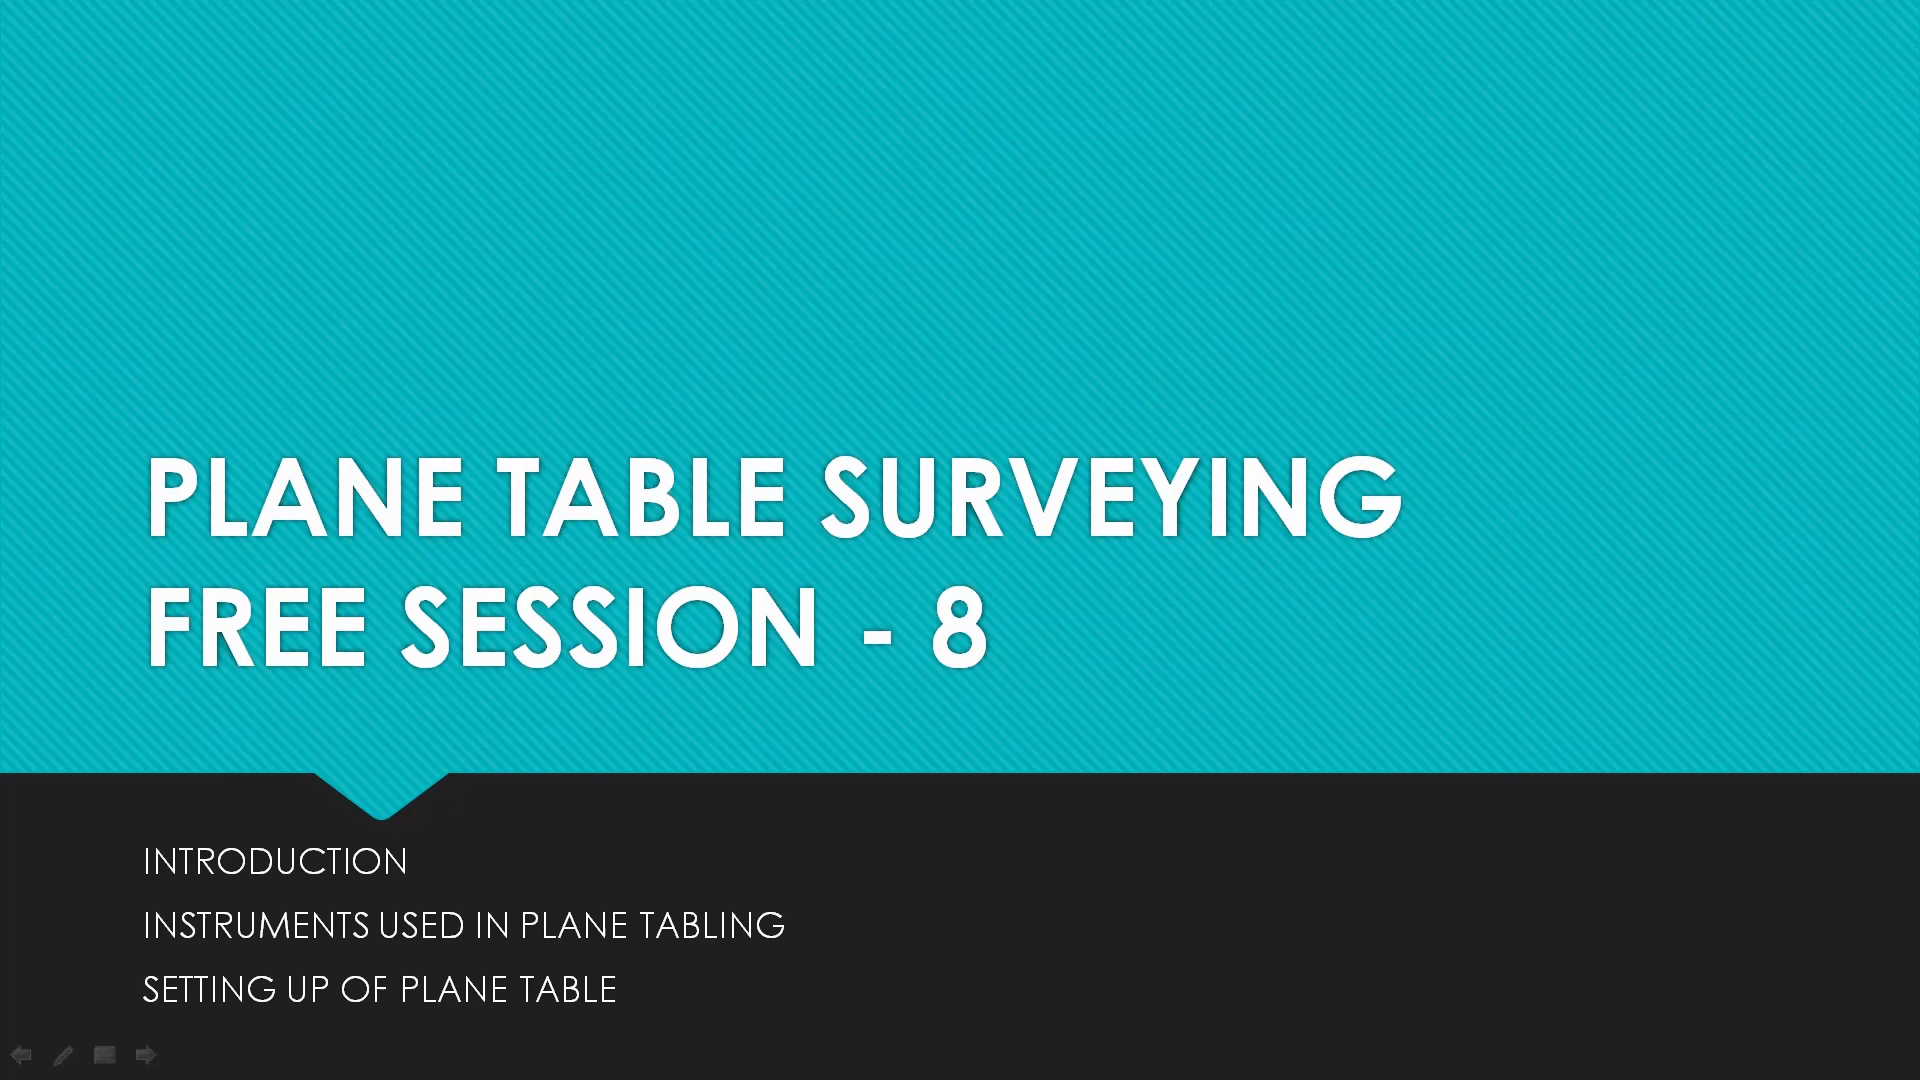 PLANE TABLE SURVEYING
FREE SESSION - 8
INTRODUCTION
INSTRUMENTS USED IN PLANE TABLING
SETTING UP OF PLANE TABLE